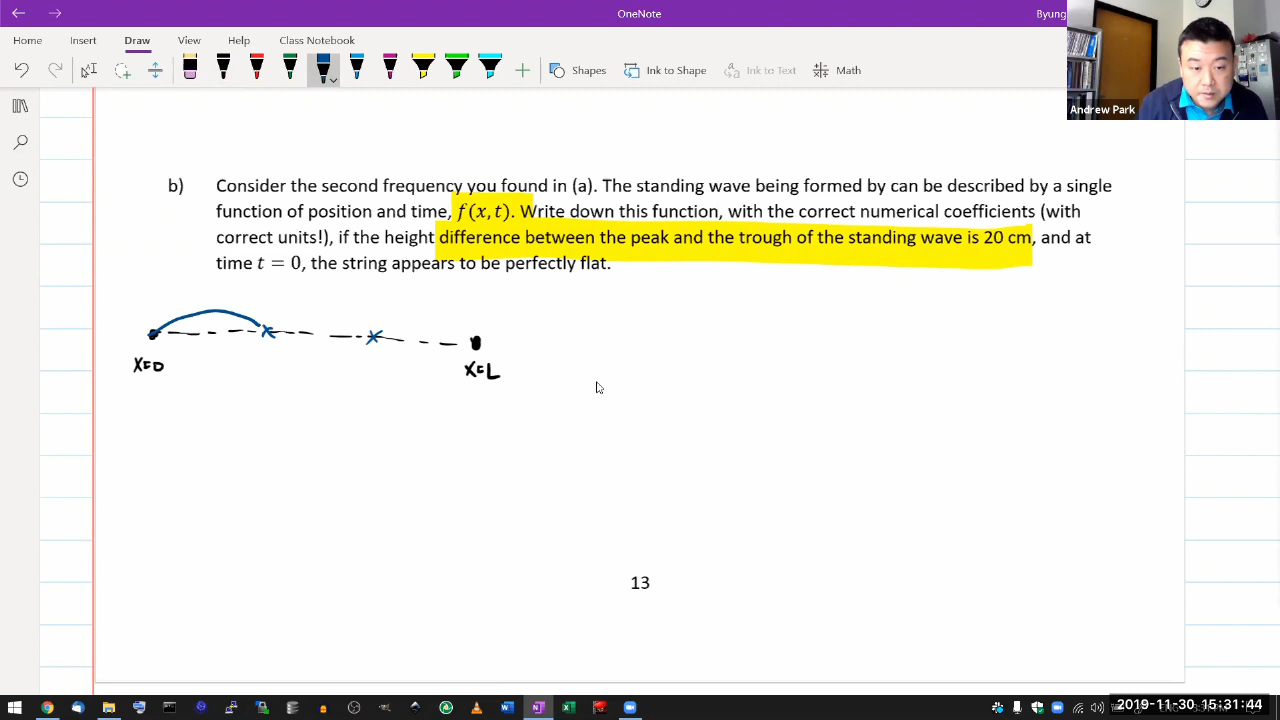 OneNote
Byung
Home Insert Draw View Help Class Notebook
Shapes Ink to Shape Ink to Text Math
Andrew Park
b) Consider the second frequency you found in (a). The standing wave being formed by can be described by a single
function of position and time, f(x, t). Write down this function, with the correct numerical coefficients (with
correct units!), if the height difference between the peak and the trough of the standing wave is 20 cm, and at
time t = 0, the string appears to be perfectly flat.
x=0
x=L
13
2019-11-30 15:31:44